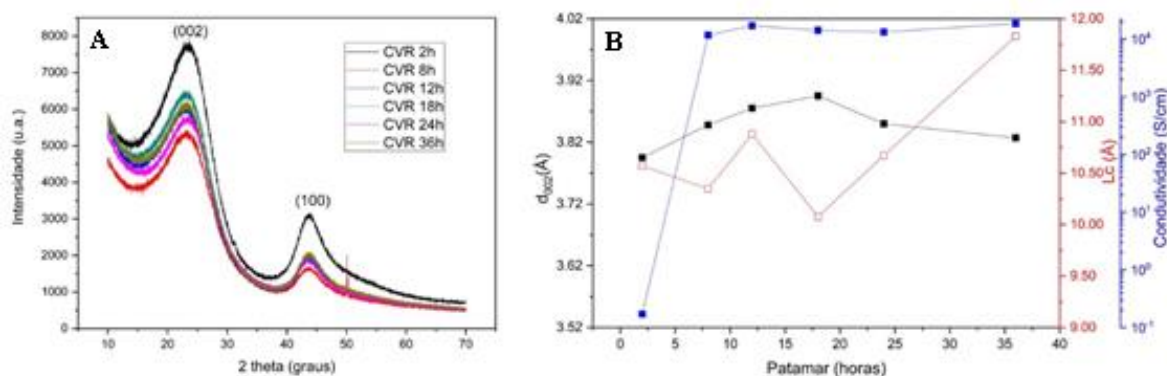 A
(002)
CVR 2h
CVR 8h
CVR 12h
CVR 18h
CVR 24h
CVR 36h
(100)
Intensidade (u.a.)
8000
7000
6000
5000
4000
3000
2000
1000
0
10 20 30 40 50 60 70
2 theta (graus)
B
d002(Å)
4.02
3.92
3.82
3.72
3.62
3.52
0 5 10 15 20 25 30 35 40
Patamar (horas)
12.00
11.50
11.00
10.50
10.00
9.50
9.00
Lc (Å)
10⁴
10³
10²
10¹
10⁰
10⁻¹
Condutividade (S/cm)